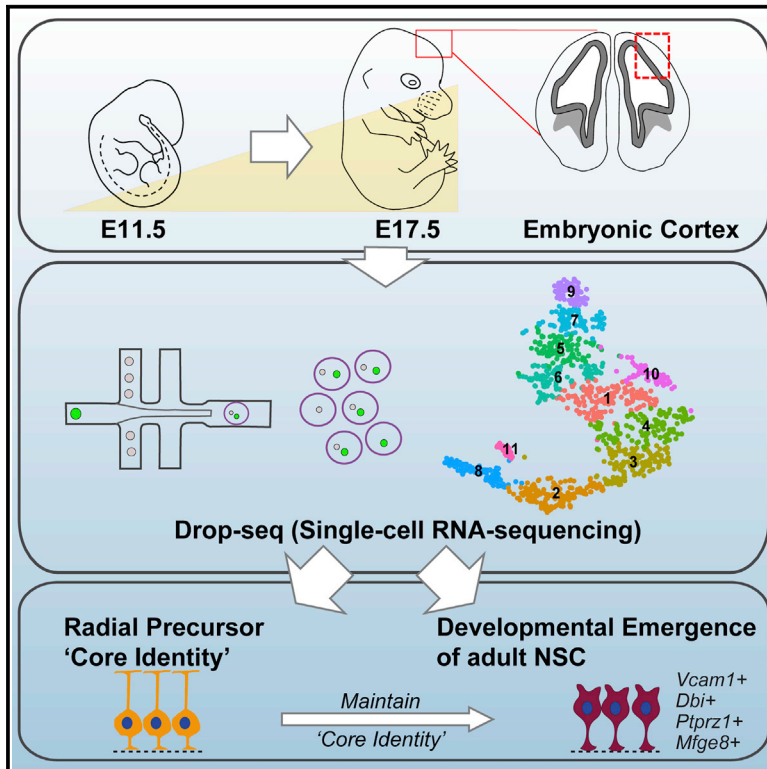 E11.5
E17.5
Embryonic Cortex
9
7
5
6
10
1
4
11
3
8
2
Drop-seq (Single-cell RNA-sequencing)
Radial Precursor
‘Core Identity’
Developmental Emergence
of adult NSC
Maintain
‘Core Identity’
Vcam1+
Dbi+
Ptprz1+
Mfge8+